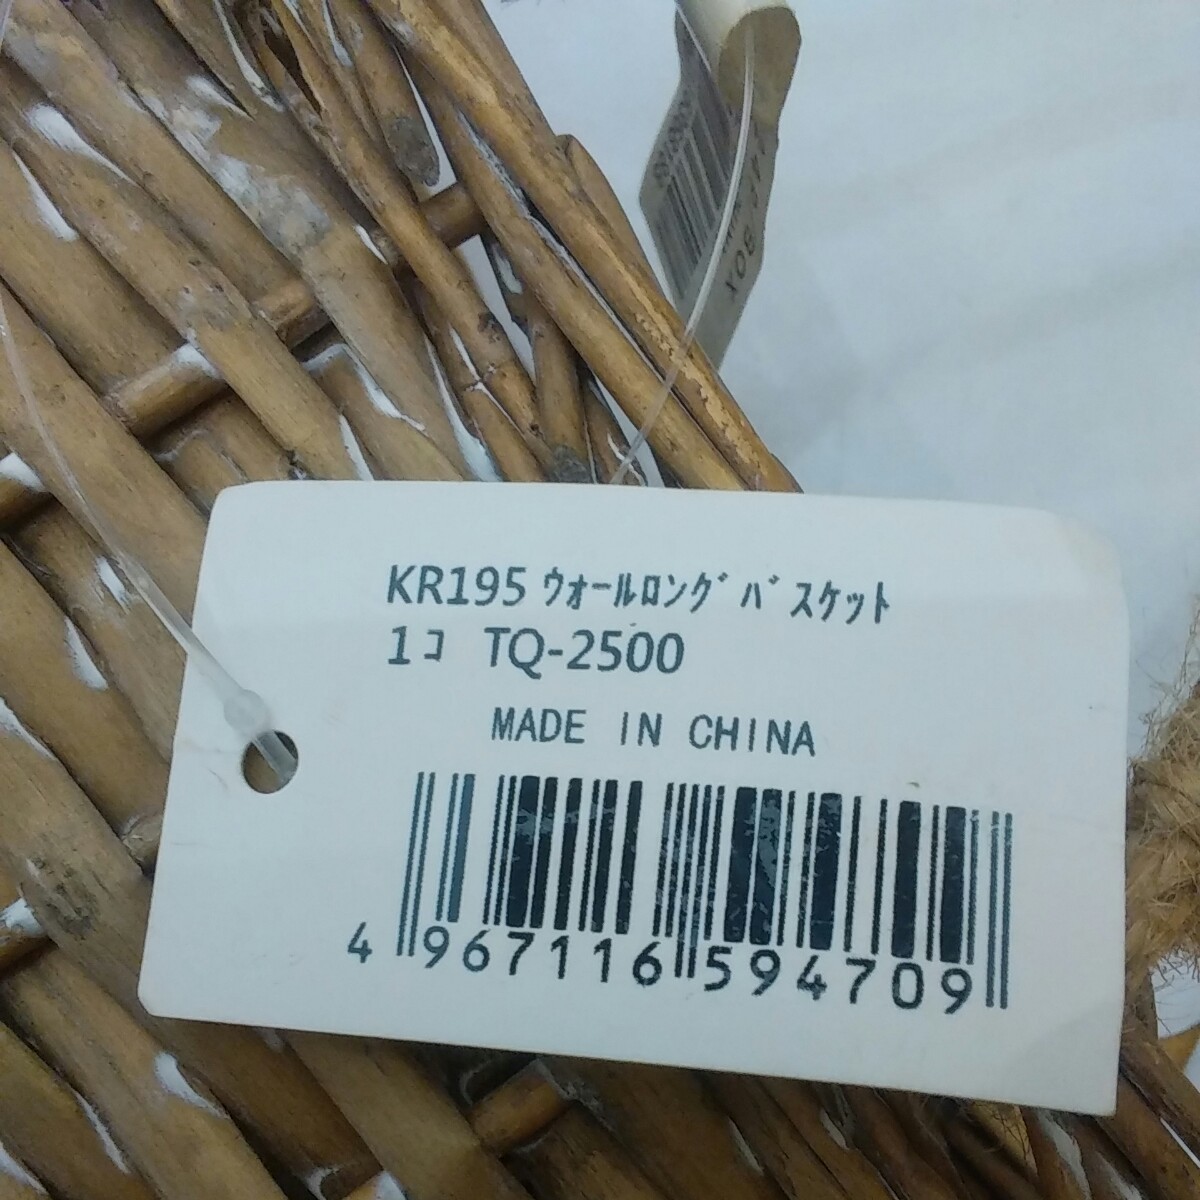 KR195 ｳｫｰﾙﾛﾝｸﾞﾊﾞｽｹｯﾄ
1ｺ TQ-2500
MADE IN CHINA
4 967116 594709